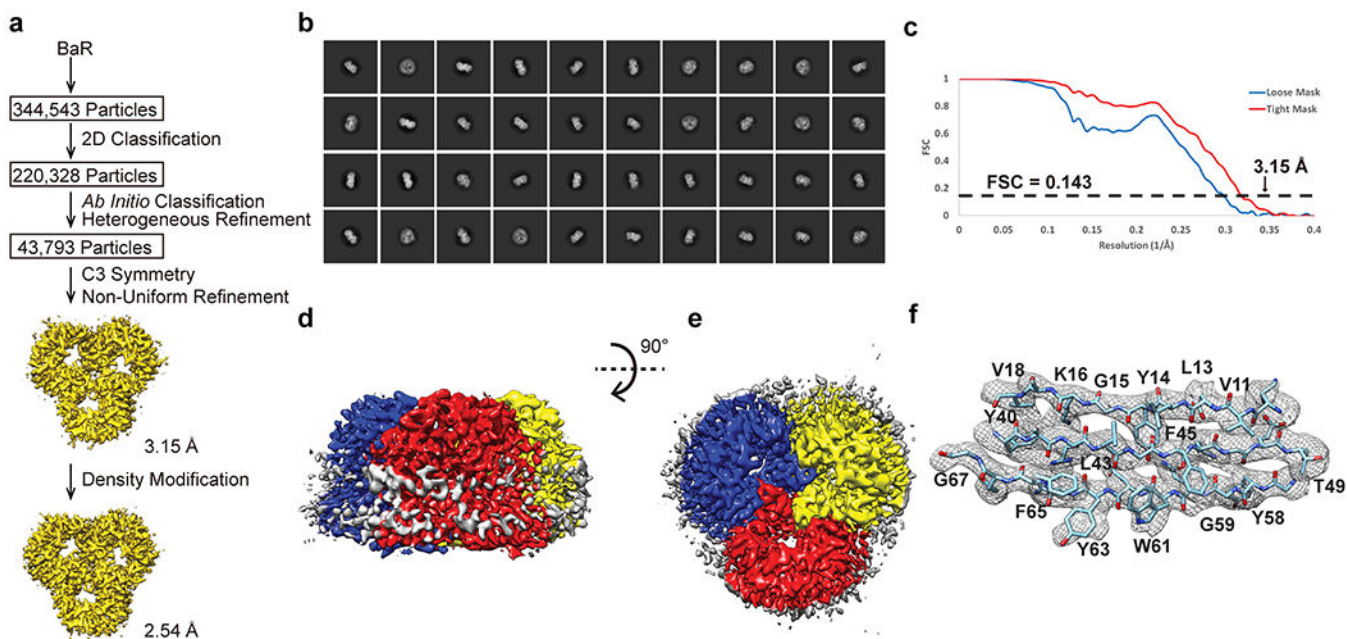 a
BaR
344,543 Particles
2D Classification
220,328 Particles
Ab Initio Classification
Heterogeneous Refinement
43,793 Particles
C3 Symmetry
Non-Uniform Refinement
3.15 Å
Density Modification
2.54 Å
b
c
1
0.8
0.6
0.4
0.2
0
FSC
Loose Mask
Tight Mask
3.15 Å
FSC = 0.143
0
0.05
0.1
0.15
0.2
0.25
0.3
0.35
0.4
Resolution (1/Å)
d
90°
e
f
V18
K16
G15
Y14
L13
V11
Y40
F45
L43
G67
T49
F65
G59
Y58
Y63
W61